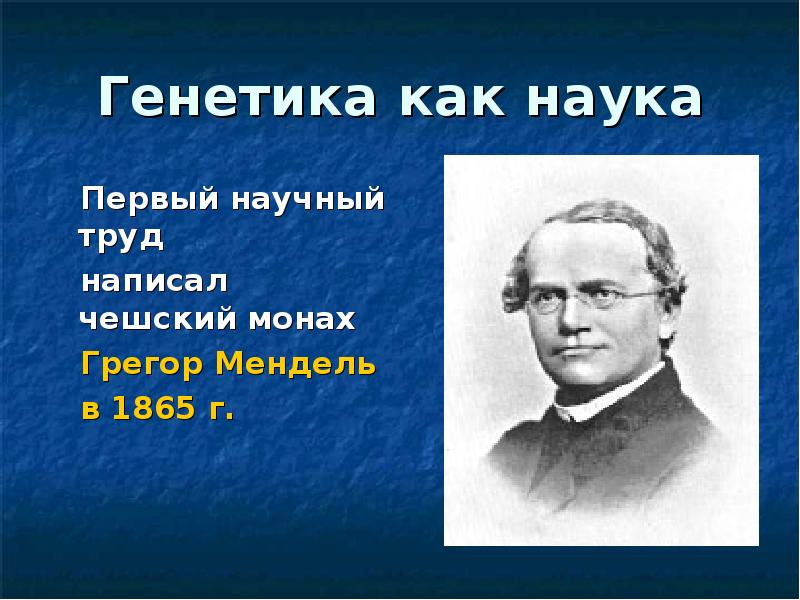 Генетика как наука
Первый научный
труд
написал
чешский монах
Грегор Мендель
в 1865 г.